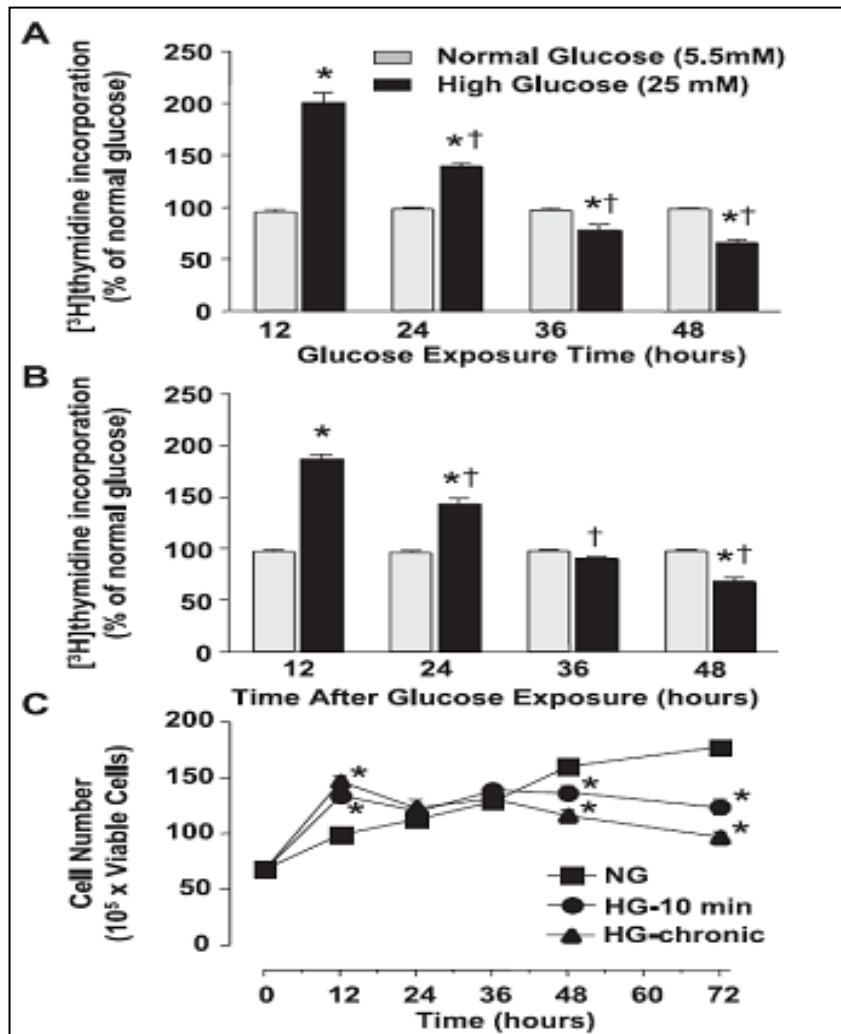 A
[³H]thymidine incorporation
(% of normal glucose)
250
200
150
100
50
0
Normal Glucose (5.5mM)
High Glucose (25 mM)
*
*†
*†
*†
12 24 36 48
Glucose Exposure Time (hours)
B
[³H]thymidine incorporation
(% of normal glucose)
250
200
150
100
50
0
*
*†
†
*†
12 24 36 48
Time After Glucose Exposure (hours)
C
Cell Number
(10⁵ x Viable Cells)
200
150
100
50
0
*
*
*
*
*
*
NG
HG-10 min
HG-chronic
0 12 24 36 48 60 72
Time (hours)